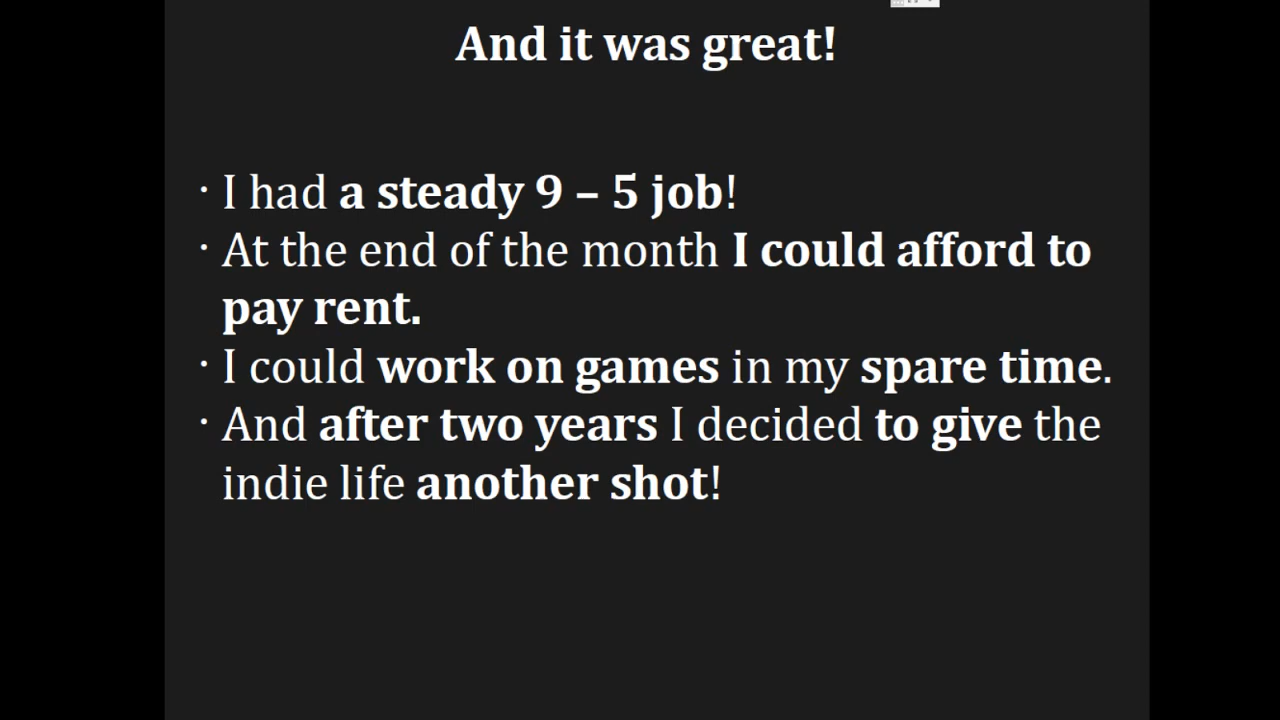 And it was great!
· I had a steady 9 – 5 job!
· At the end of the month I could afford to
pay rent.
· I could work on games in my spare time.
· And after two years I decided to give the
indie life another shot!